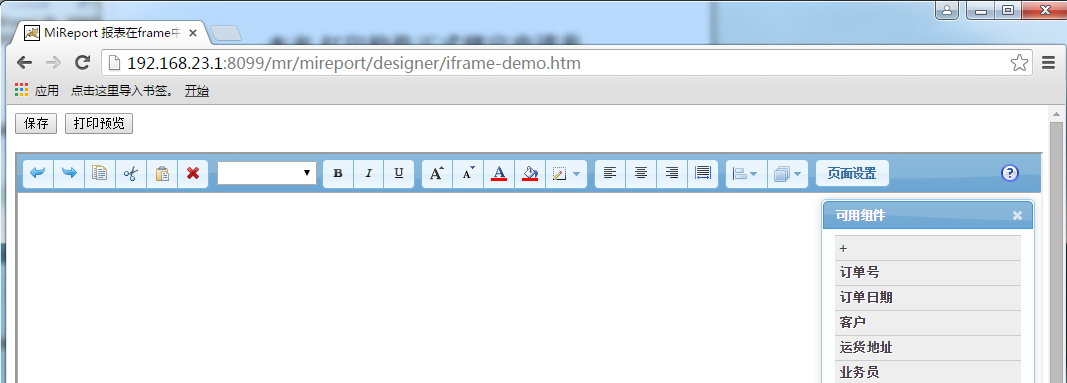 MiReport 报表在frame中
192.168.23.1:8099/mr/mireport/designer/iframe-demo.htm
应用 点击这里导入书签。 开始
保存 打印预览
B I U A A A 页面设置 ?
可用组件
+
订单号
订单日期
客户
运货地址
业务员